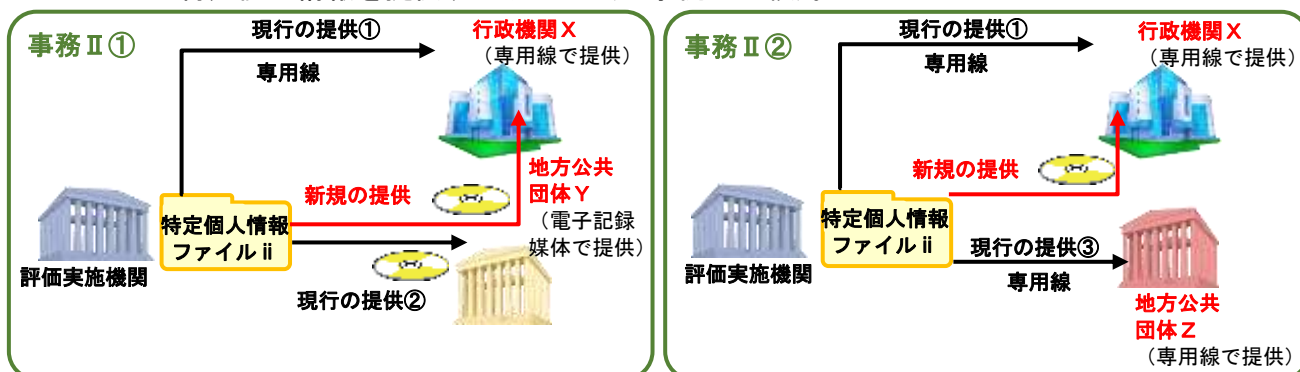 事務Ⅱ①
現行の提供①
専用線
行政機関X
（専用線で提供）
新規の提供
地方公共
団体Y
（電子記録
媒体で提供）
特定個人情報
ファイルⅱ
評価実施機関
現行の提供②
事務Ⅱ②
現行の提供①
専用線
行政機関X
（専用線で提供）
新規の提供
特定個人情報
ファイルⅱ
評価実施機関
現行の提供③
専用線
地方公共
団体Z
（専用線で提供）